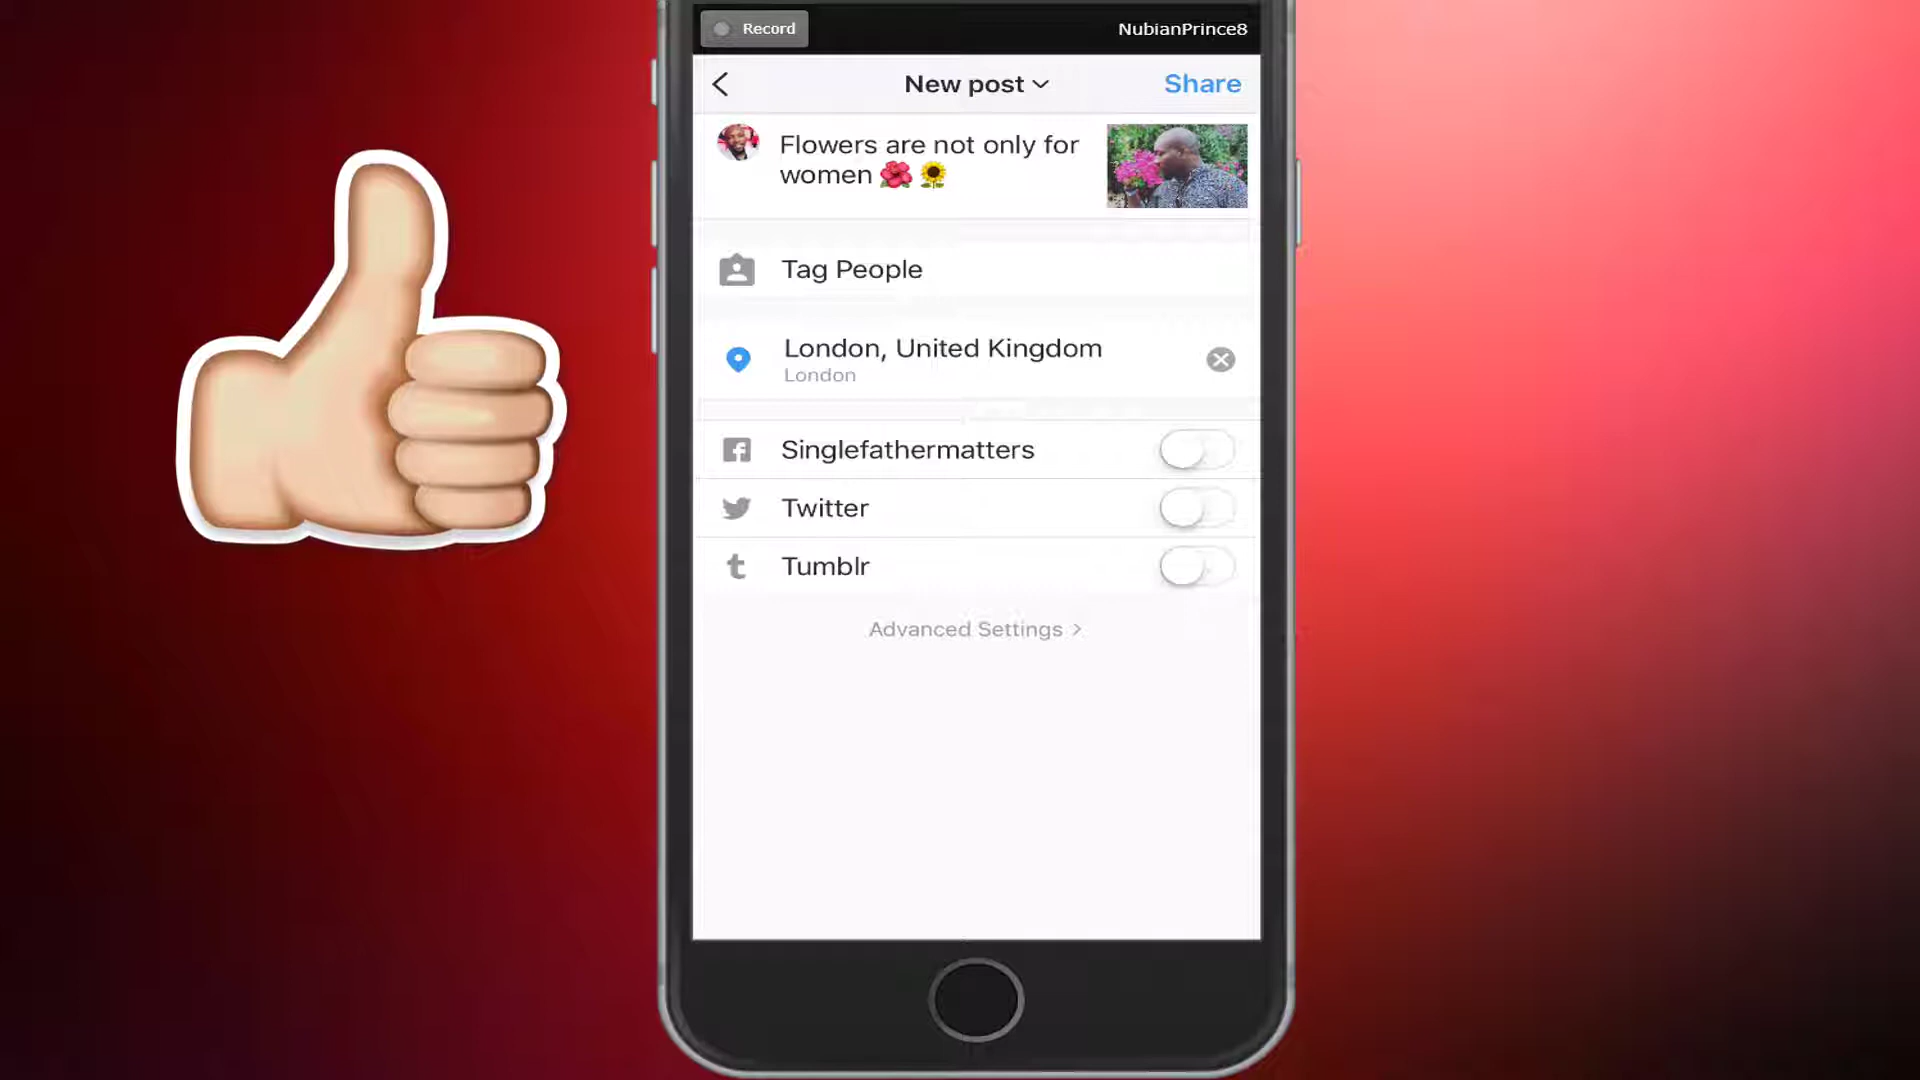 Record
NubianPrince8
New post
Share
Flowers are not only for
women 🌺 🌻
Tag People
London, United Kingdom
London
Singlefathermatters
Twitter
Tumblr
Advanced Settings >